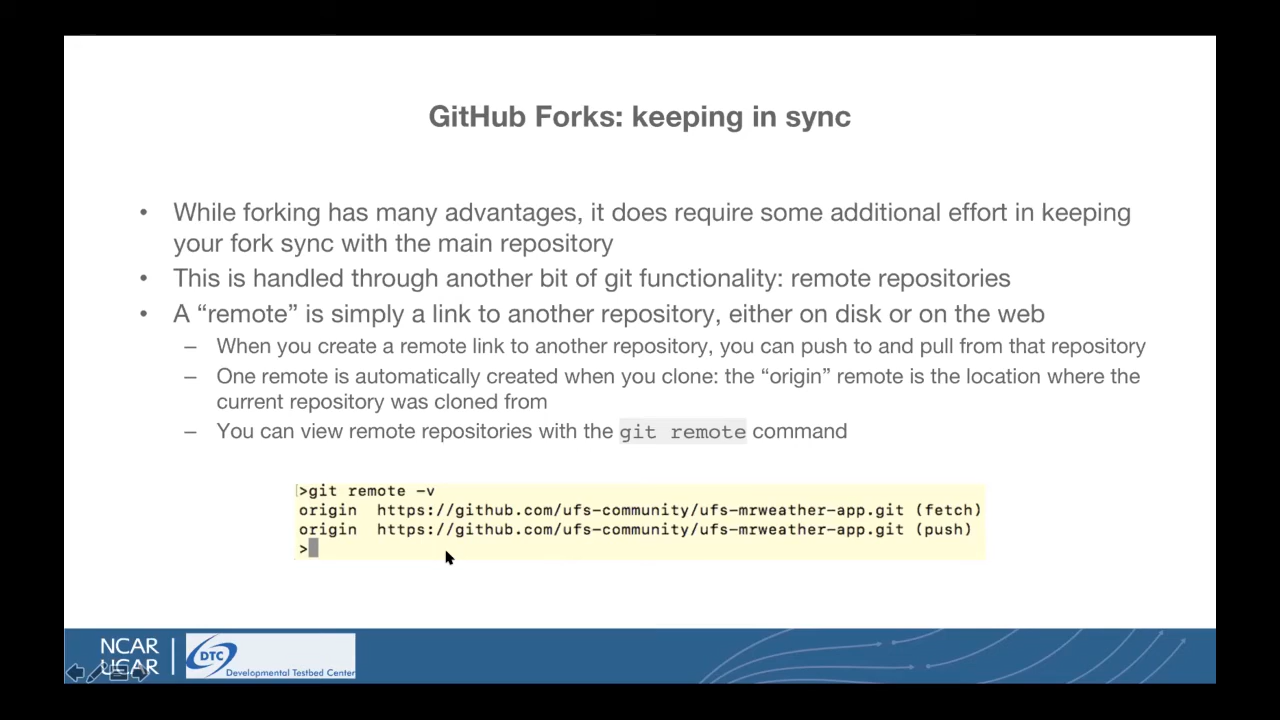 GitHub Forks: keeping in sync
• While forking has many advantages, it does require some additional effort in keeping
your fork sync with the main repository
• This is handled through another bit of git functionality: remote repositories
• A “remote” is simply a link to another repository, either on disk or on the web
– When you create a remote link to another repository, you can push to and pull from that repository
– One remote is automatically created when you clone: the “origin” remote is the location where the
current repository was cloned from
– You can view remote repositories with the git remote command
>git remote -v
origin  https://github.com/ufs-community/ufs-mrweather-app.git (fetch)
origin  https://github.com/ufs-community/ufs-mrweather-app.git (push)
>
NCAR
UCAR
DTC
Developmental Testbed Center